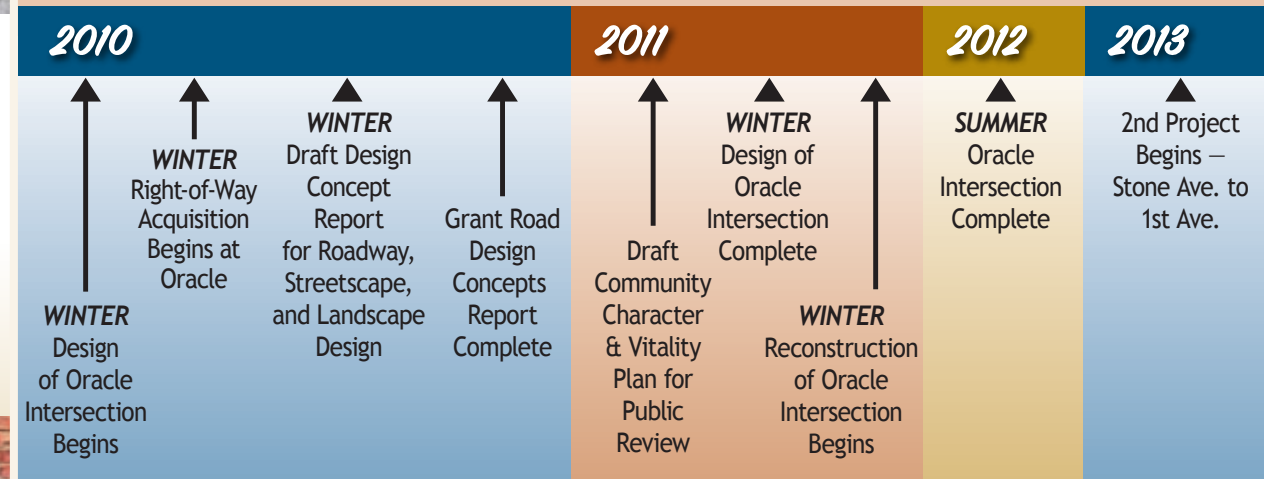 2010
WINTER
Design
of Oracle
Intersection
Begins
WINTER
Right-of-Way
Acquisition
Begins at
Oracle
WINTER
Draft Design
Concept
Report
for Roadway,
Streetscape,
and Landscape
Design
Grant Road
Design
Concepts
Report
Complete
2011
Draft
Community
Character
& Vitality
Plan for
Public
Review
WINTER
Design of
Oracle
Intersection
Complete
WINTER
Reconstruction
of Oracle
Intersection
Begins
2012
SUMMER
Oracle
Intersection
Complete
2013
2nd Project
Begins —
Stone Ave. to
1st Ave.